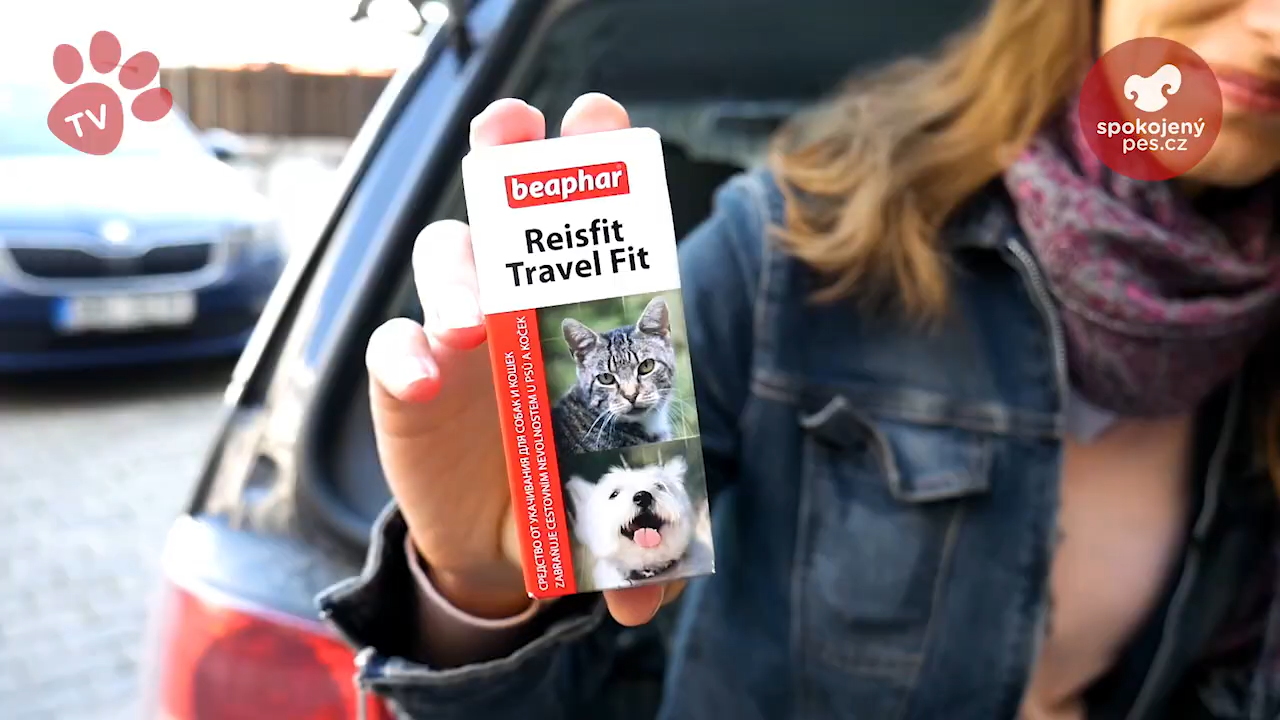 TV
spokojený
pes.cz
beaphar
Reisfit
Travel Fit
СРЕДСТВО ОТ УКАЧИВАНИЯ ДЛЯ СОБАК И КОШЕК
ZABRAŇUJE CESTOVNÍM NEVOLNOSTEM U PSŮ A KOČEK